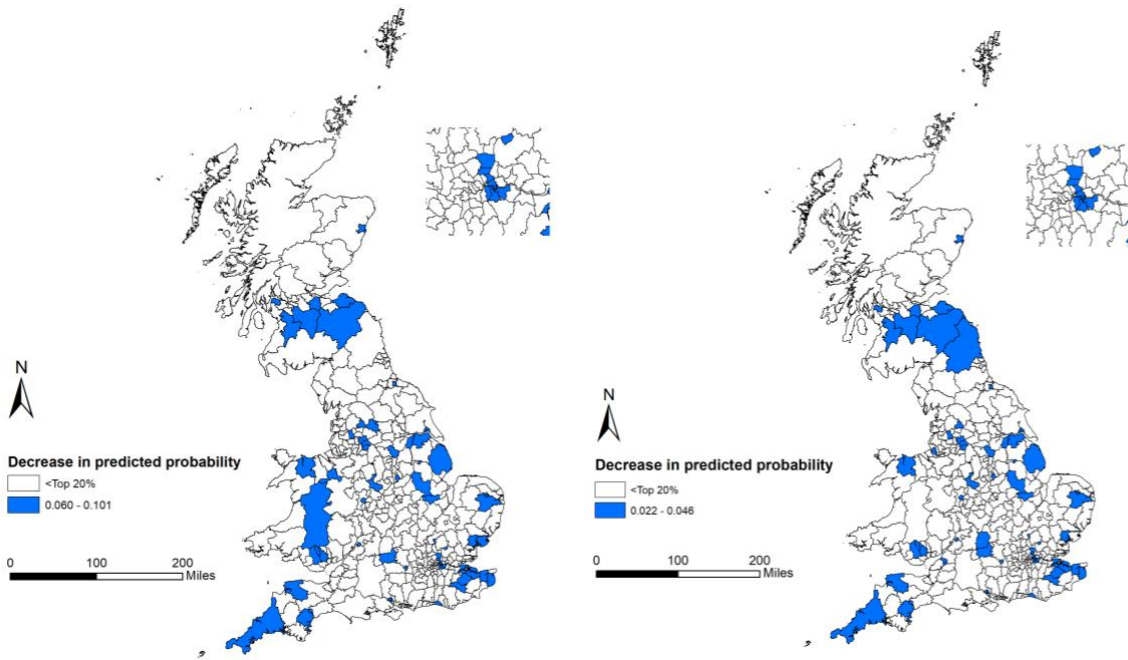 N
Decrease in predicted probability
<Top 20%
0.060 - 0.101
0 100 200
Miles
N
Decrease in predicted probability
<Top 20%
0.022 - 0.046
0 100 200
Miles